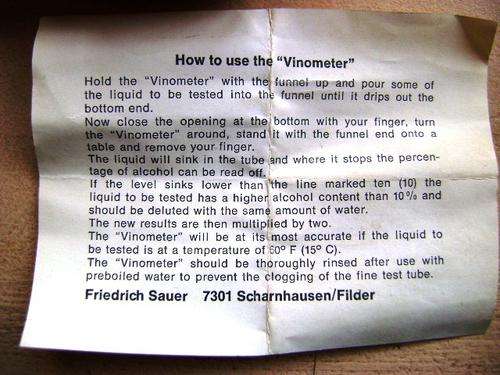 How to use the "Vinometer"
Hold the "Vinometer" with the funnel up and pour some of
the liquid to be tested into the funnel until it drips out the
bottom end.
Now close the opening at the bottom with your finger, turn
the "Vinometer" around, stand it with the funnel end onto a
table and remove your finger.
The liquid will sink in the tube and where it stops the percen-
tage of alcohol can be read off.
If the level sinks lower than the line marked ten (10) the
liquid to be tested has a higher alcohol content than 10% and
should be deluted with the same amount of water.
The new results are then multiplied by two.
The "Vinometer" will be at its most accurate if the liquid to
be tested is at a temperature of 60° F (15° C).
The "Vinometer" should be thoroughly rinsed after use with
preboiled water to prevent the clogging of the fine test tube.
Friedrich Sauer 7301 Scharnhausen/Filder